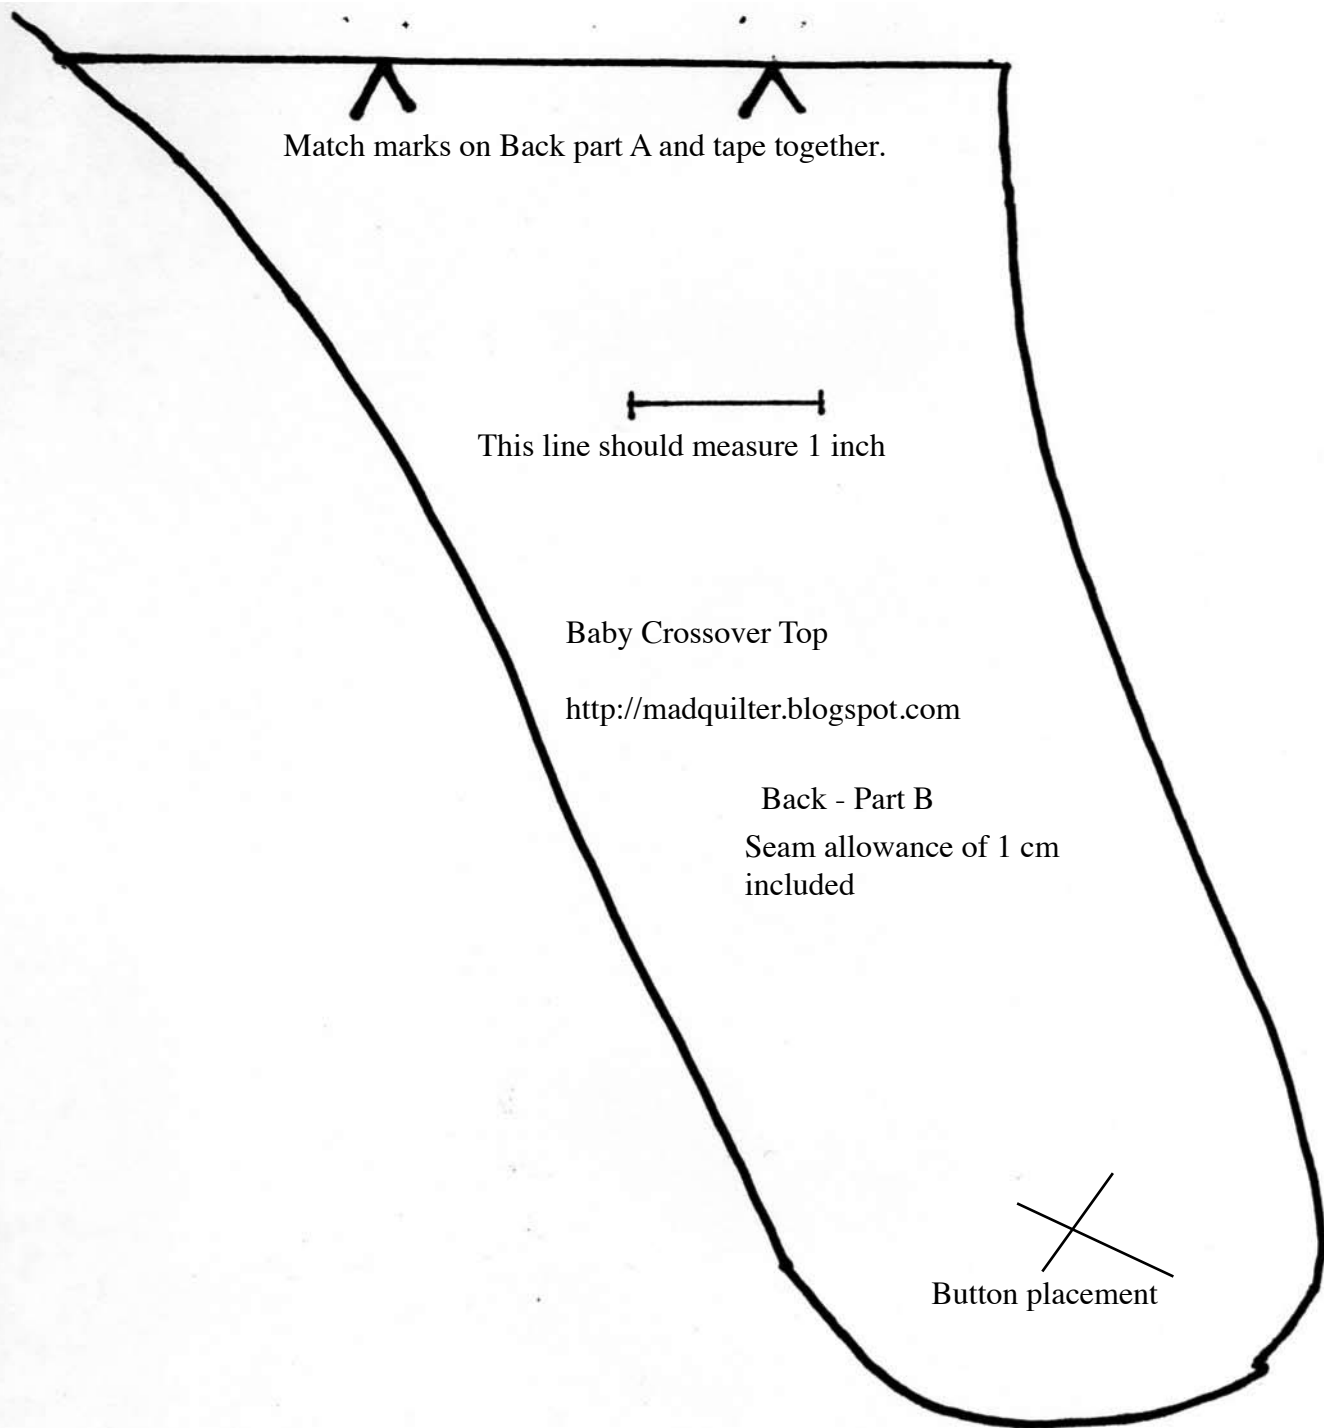 Match marks on Back part A and tape together.
This line should measure 1 inch
Baby Crossover Top
http://madquilter.blogspot.com
Back - Part B
Seam allowance of 1 cm
included
Button placement